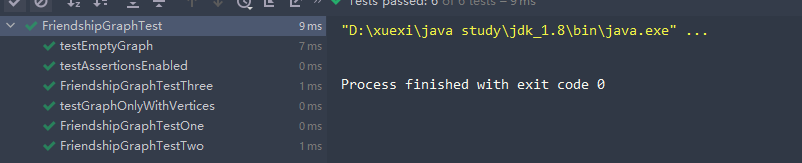 Tests passed: 6 of 6 tests – 9 ms
FriendshipGraphTest 9 ms
testEmptyGraph 7 ms
testAssertionsEnabled 0 ms
FriendshipGraphTestThree 1 ms
testGraphOnlyWithVertices 0 ms
FriendshipGraphTestOne 0 ms
FriendshipGraphTestTwo 1 ms
"D:\xuexi\java study\jdk_1.8\bin\java.exe" ...
Process finished with exit code 0